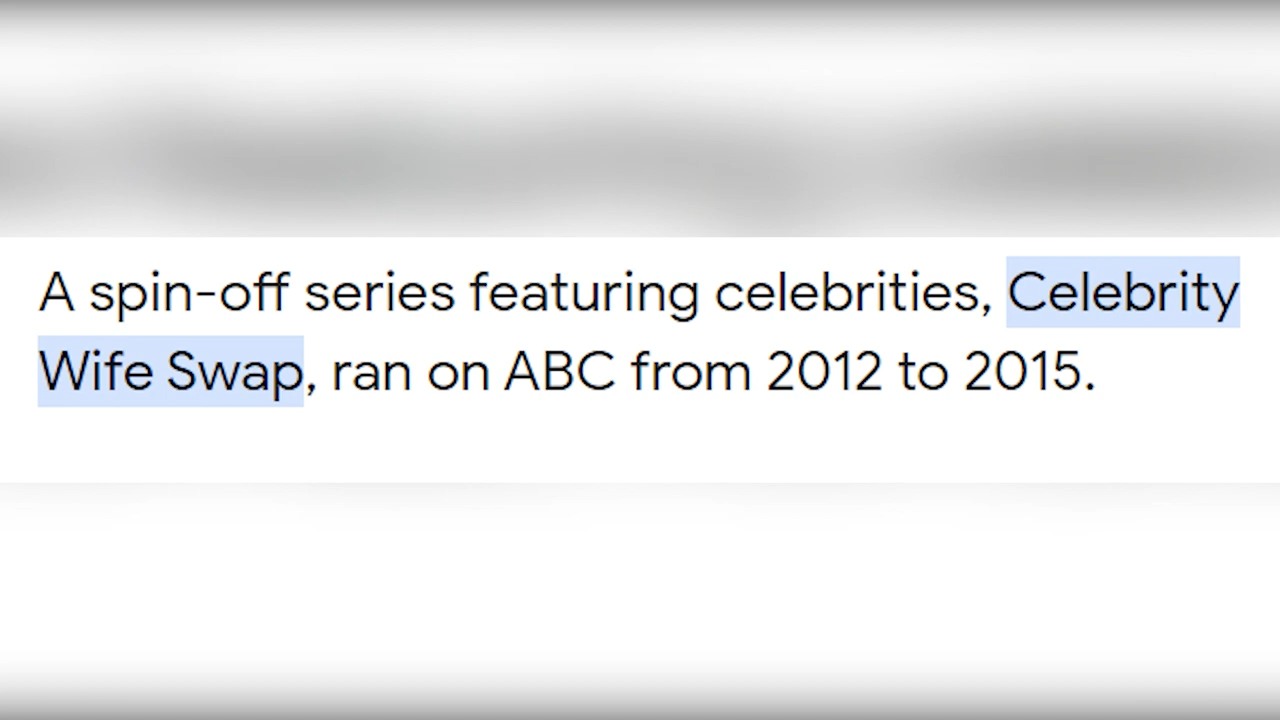 A spin-off series featuring celebrities, Celebrity
Wife Swap, ran on ABC from 2012 to 2015.